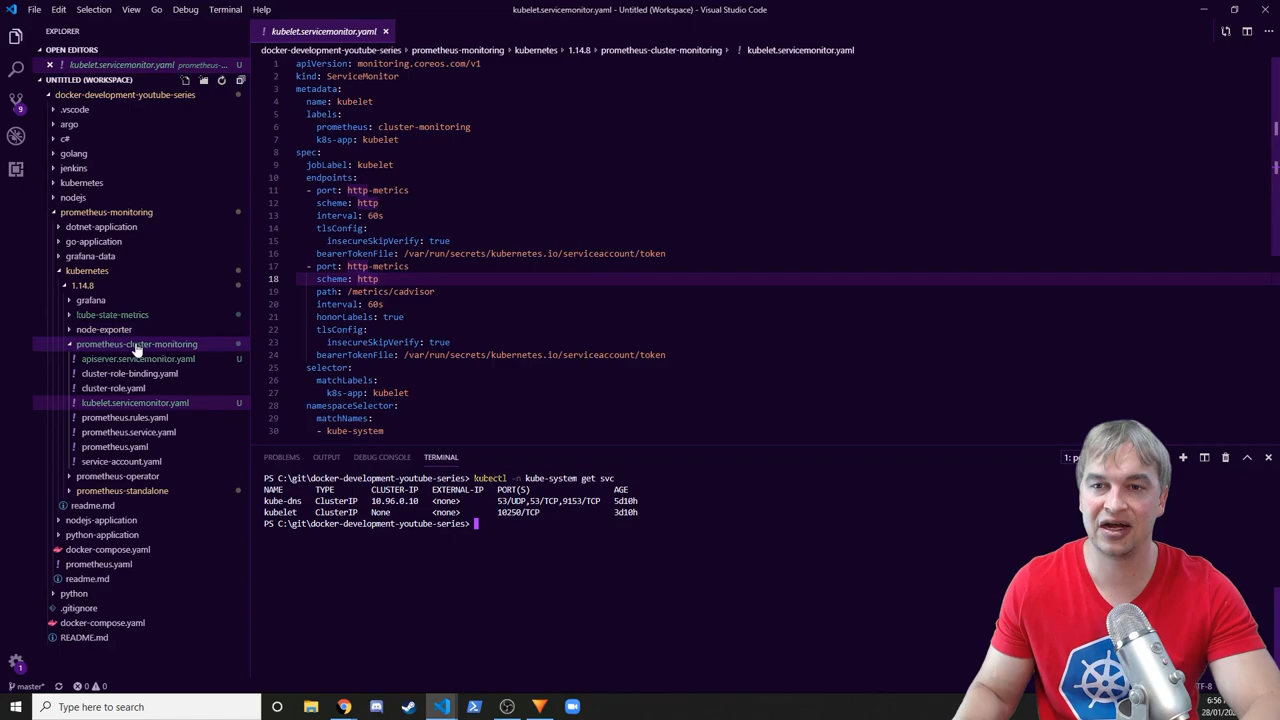 File Edit Selection View Go Debug Terminal Help
kubelet.servicemonitor.yaml - Untitled (Workspace) - Visual Studio Code
EXPLORER
OPEN EDITORS
kubelet.servicemonitor.yaml prometheus-... U
UNTITLED (WORKSPACE)
docker-development-youtube-series
.vscode
argo
c#
golang
jenkins
kubernetes
nodejs
prometheus-monitoring
dotnet-application
go-application
grafana-data
kubernetes
1.14.8
grafana
kube-state-metrics
node-exporter
prometheus-cluster-monitoring
! apiserver.servicemonitor.yaml U
! cluster-role-binding.yaml
! cluster-role.yaml
! kubelet.servicemonitor.yaml U
! prometheus.rules.yaml
! prometheus.service.yaml
! prometheus.yaml
! service-account.yaml
prometheus-operator
prometheus-standalone
readme.md
nodejs-application
python-application
docker-compose.yaml
! prometheus.yaml
readme.md
python
.gitignore
docker-compose.yaml
README.md
9
1
! kubelet.servicemonitor.yaml
docker-development-youtube-series prometheus-monitoring kubernetes 1.14.8 prometheus-cluster-monitoring ! kubelet.servicemonitor.yaml
1 apiVersion: monitoring.coreos.com/v1
2 kind: ServiceMonitor
3 metadata:
4 name: kubelet
5 labels:
6 prometheus: cluster-monitoring
7 k8s-app: kubelet
8 spec:
9 jobLabel: kubelet
10 endpoints:
11 - port: http-metrics
12 scheme: http
13 interval: 60s
14 tlsConfig:
15 insecureSkipVerify: true
16 bearerTokenFile: /var/run/secrets/kubernetes.io/serviceaccount/token
17 - port: http-metrics
18 scheme: http
19 path: /metrics/cadvisor
20 interval: 60s
21 honorLabels: true
22 tlsConfig:
23 insecureSkipVerify: true
24 bearerTokenFile: /var/run/secrets/kubernetes.io/serviceaccount/token
25 selector:
26 matchLabels:
27 k8s-app: kubelet
28 namespaceSelector:
29 matchNames:
30 - kube-system
PROBLEMS OUTPUT DEBUG CONSOLE TERMINAL
PS C:\git\docker-development-youtube-series> kubectl -n kube-system get svc
NAME TYPE CLUSTER-IP EXTERNAL-IP PORT(S) AGE
kube-dns ClusterIP 10.96.0.10 <none> 53/UDP,53/TCP,9153/TCP 5d10h
kubelet ClusterIP None <none> 10250/TCP 3d10h
PS C:\git\docker-development-youtube-series>
master* 0 0
Type here to search
28/01/20